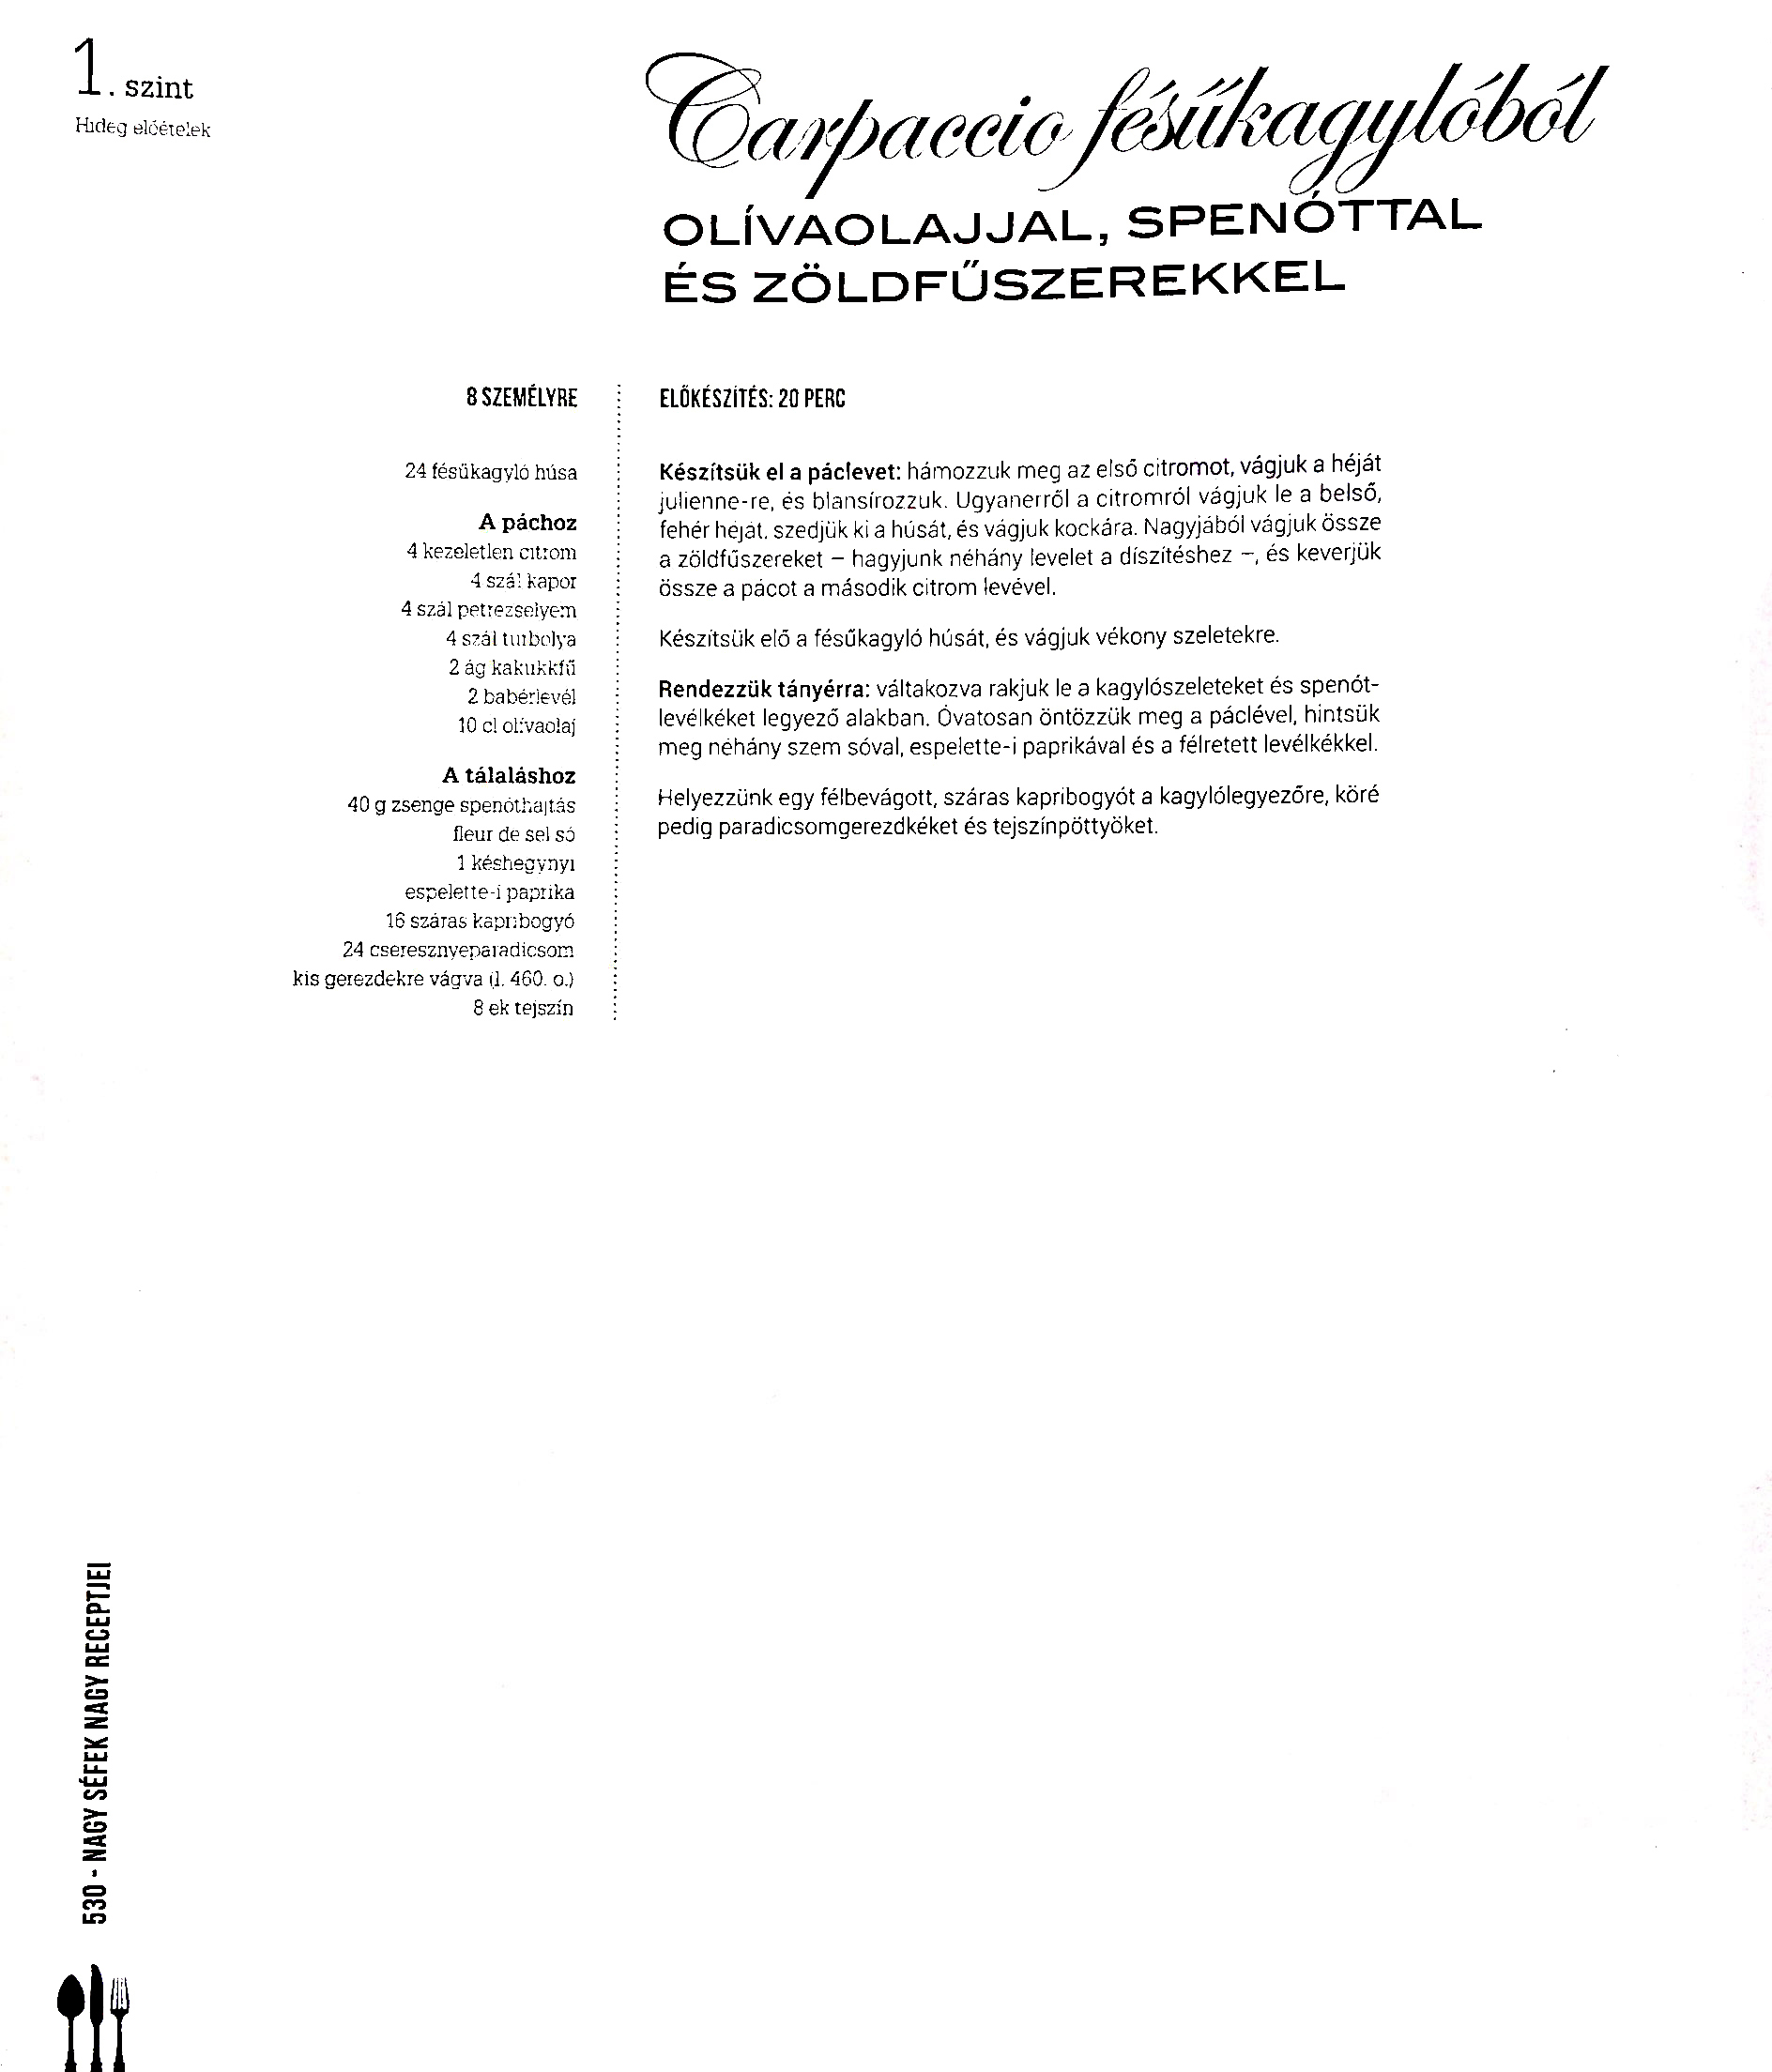 1. szint
Hideg előételek
Carpaccio fésűkagylóból
OLÍVAOLAJJAL, SPENÓTTAL
ÉS ZÖLDFŰSZEREKKEL
8 SZEMÉLYRE
24 fésűkagyló húsa
A páchoz
4 kezeletlen citrom
4 szál kapor
4 szál petrezselyem
4 szál turbolya
2 ág kakukkfű
2 babérlevél
10 cl olívaolaj
A tálaláshoz
40 g zsenge spenóthajtás
fleur de sel só
1 késhegynyi
espelette-i paprika
16 száras kapribogyó
24 cseresznyeparadicsom
kis gerezdekre vágva (l. 460. o.)
8 ek tejszín
ELŐKÉSZÍTÉS: 20 PERC
Készítsük el a páclevet: hámozzuk meg az első citromot, vágjuk a héját
julienne-re, és blansírozzuk. Ugyanerről a citromról vágjuk le a belső,
fehér héját, szedjük ki a húsát, és vágjuk kockára. Nagyjából vágjuk össze
a zöldfűszereket – hagyjunk néhány levelet a díszítéshez –, és keverjük
össze a pácot a második citrom levével.
Készítsük elő a fésűkagyló húsát, és vágjuk vékony szeletekre.
Rendezzük tányérra: váltakozva rakjuk le a kagylószeleteket és spenót-
levélkéket legyező alakban. Óvatosan öntözzük meg a páclével, hintsük
meg néhány szem sóval, espelette-i paprikával és a félretett levélkékkel.
Helyezzünk egy félbevágott, száras kapribogyót a kagylólegyezőre, köré
pedig paradicsomgerezdkéket és tejszínpöttyöket.
530 - NAGY SÉFEK NAGY RECEPTJEI